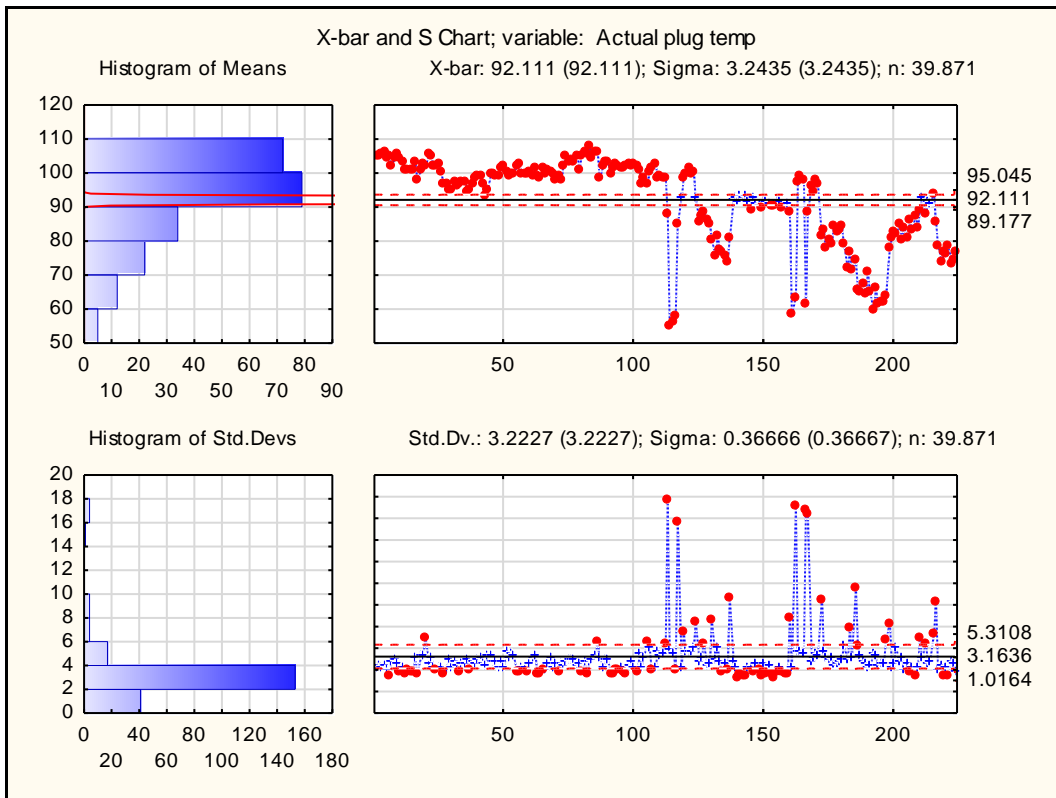 X-bar and S Chart; variable: Actual plug temp
Histogram of Means
X-bar: 92.111 (92.111); Sigma: 3.2435 (3.2435); n: 39.871
120
110
100
90
80
70
60
50
0 20 40 60 80
10 30 50 70 90
50 100 150 200
95.045
92.111
89.177
Histogram of Std.Devs
Std.Dv.: 3.2227 (3.2227); Sigma: 0.36666 (0.36667); n: 39.871
20
18
16
14
12
10
8
6
4
2
0
0 40 80 120 160
20 60 100 140 180
50 100 150 200
5.3108
3.1636
1.0164